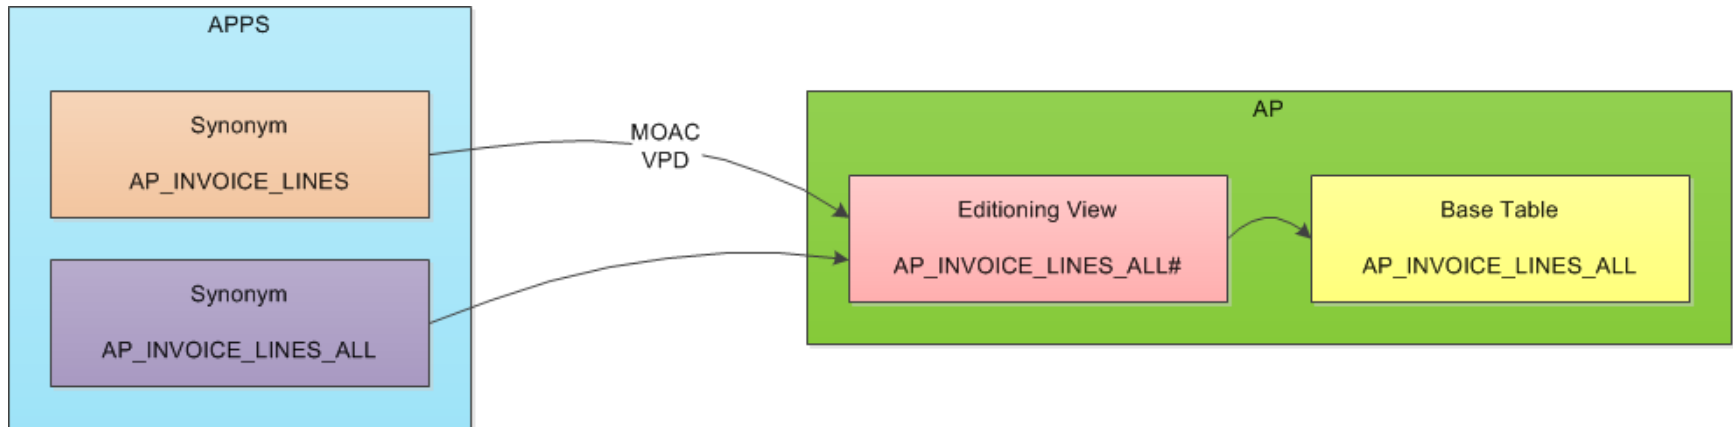 APPS
Synonym
AP_INVOICE_LINES
Synonym
AP_INVOICE_LINES_ALL
MOAC
VPD
AP
Editioning View
AP_INVOICE_LINES_ALL#
Base Table
AP_INVOICE_LINES_ALL